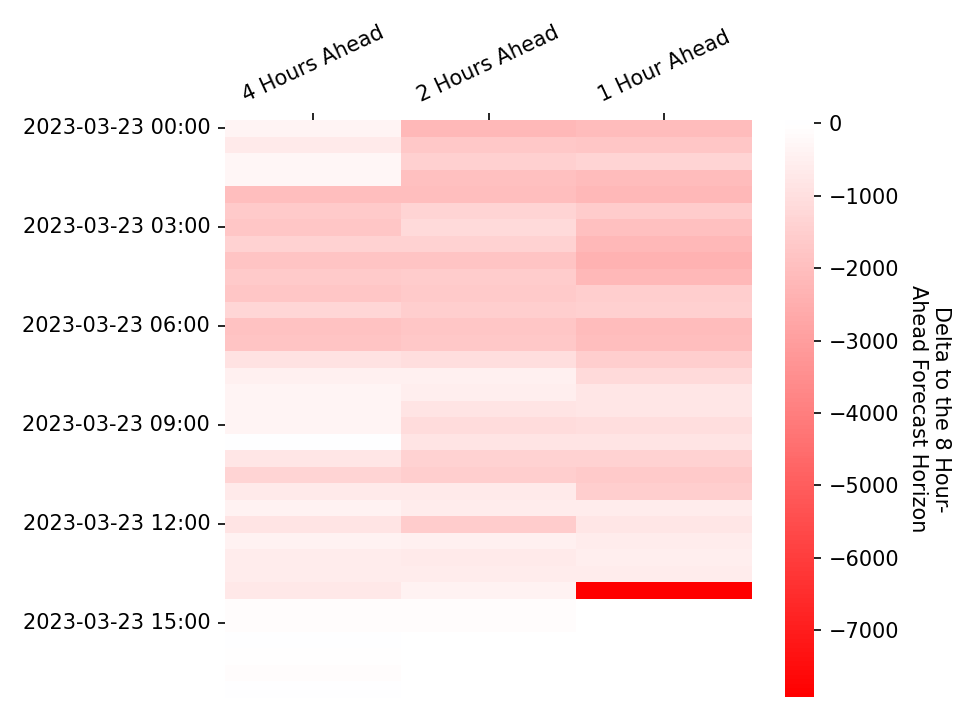 4 Hours Ahead
2 Hours Ahead
1 Hour Ahead
2023-03-23 00:00
2023-03-23 03:00
2023-03-23 06:00
2023-03-23 09:00
2023-03-23 12:00
2023-03-23 15:00
0
−1000
−2000
−3000
−4000
−5000
−6000
−7000
Delta to the 8 Hour-
Ahead Forecast Horizon